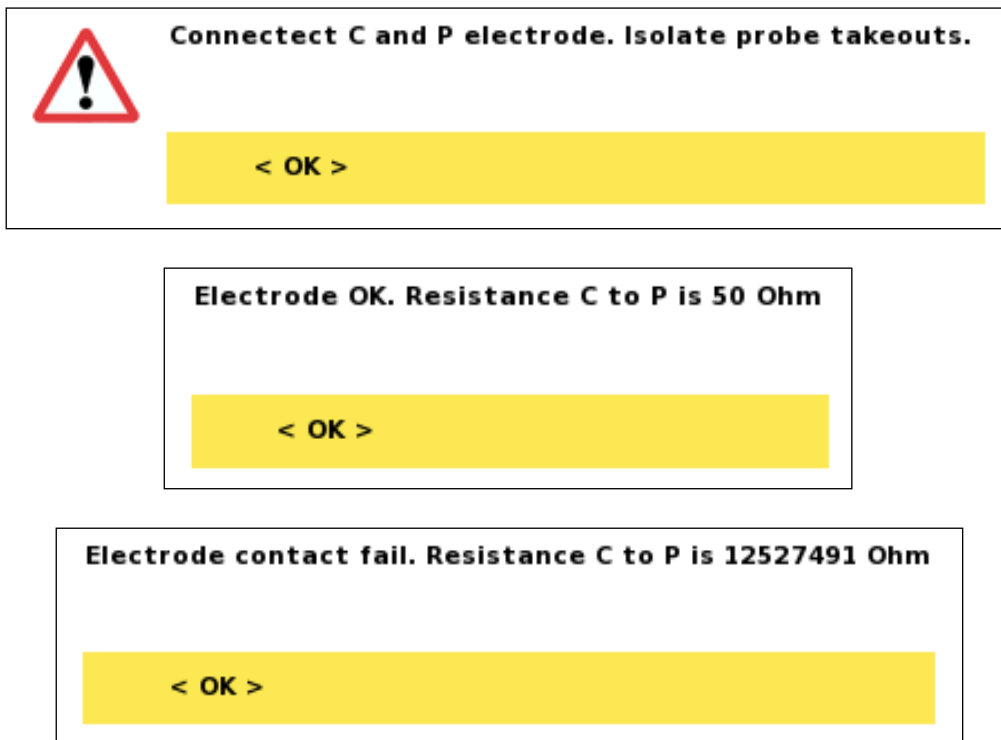 Connectect C and P electrode. Isolate probe takeouts.
< OK >
Electrode OK. Resistance C to P is 50 Ohm
< OK >
Electrode contact fail. Resistance C to P is 12527491 Ohm
< OK >